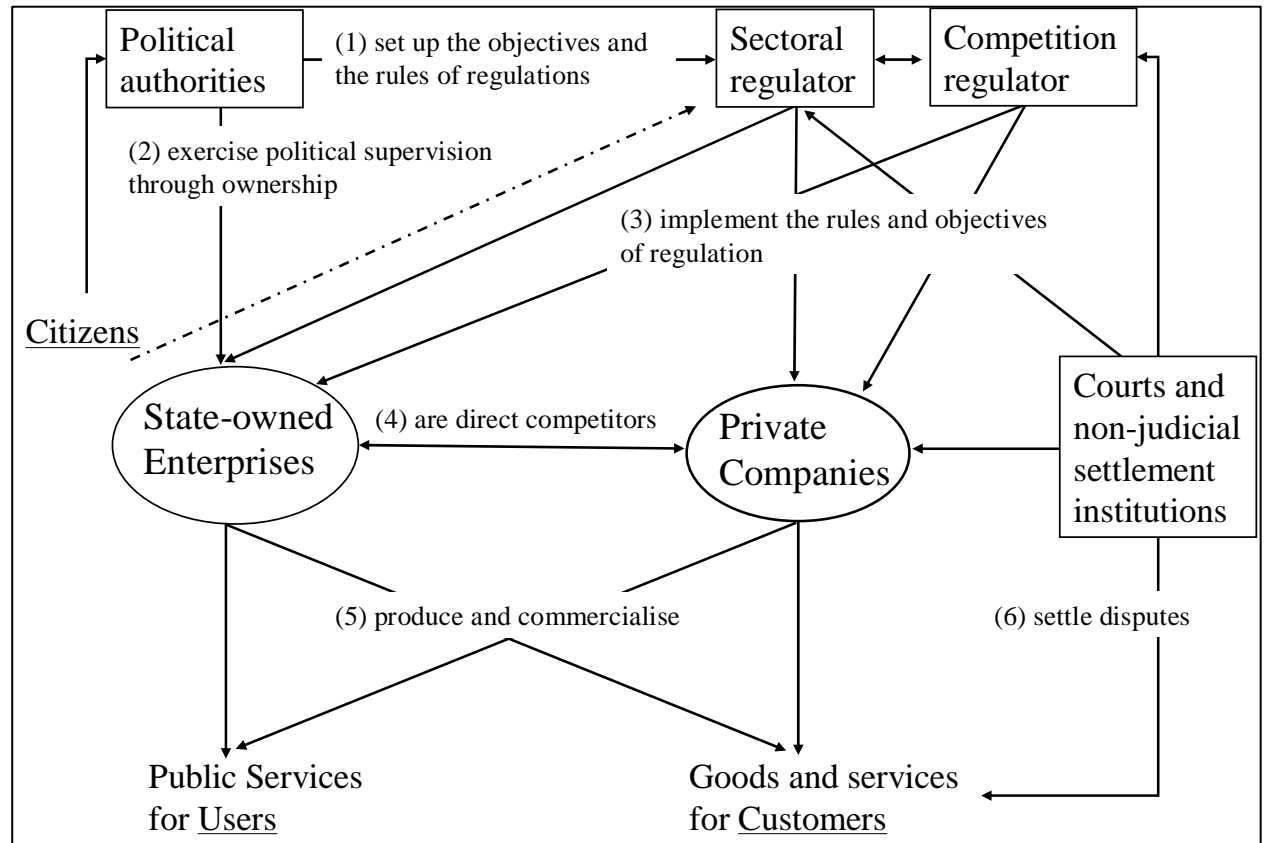 Political
authorities
(1) set up the objectives and
the rules of regulations
Sectoral
regulator
Competition
regulator
(2) exercise political supervision
through ownership
(3) implement the rules and objectives
of regulation
Citizens
State-owned
Enterprises
(4) are direct competitors
Private
Companies
Courts and
non-judicial
settlement
institutions
(5) produce and commercialise
(6) settle disputes
Public Services
for Users
Goods and services
for Customers